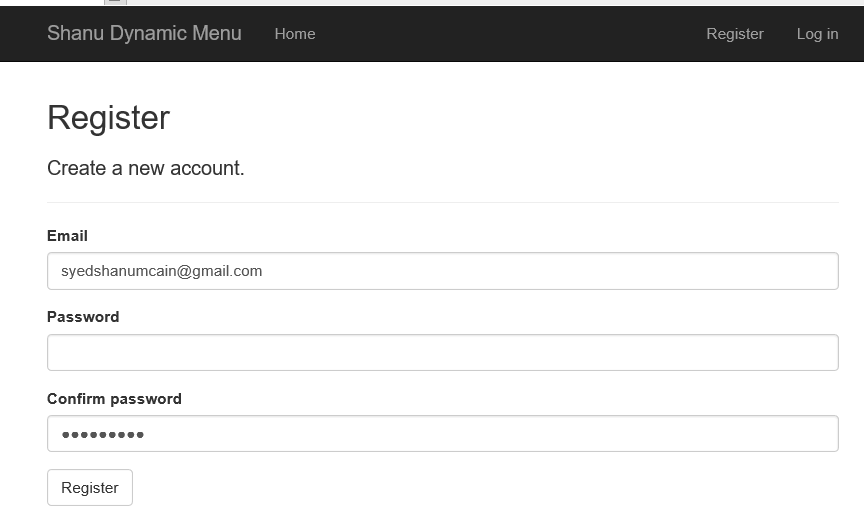 Shanu Dynamic Menu Home Register Log in
Register
Create a new account.
Email
syedshanumcain@gmail.com
Password
Confirm password
●●●●●●●●●
Register